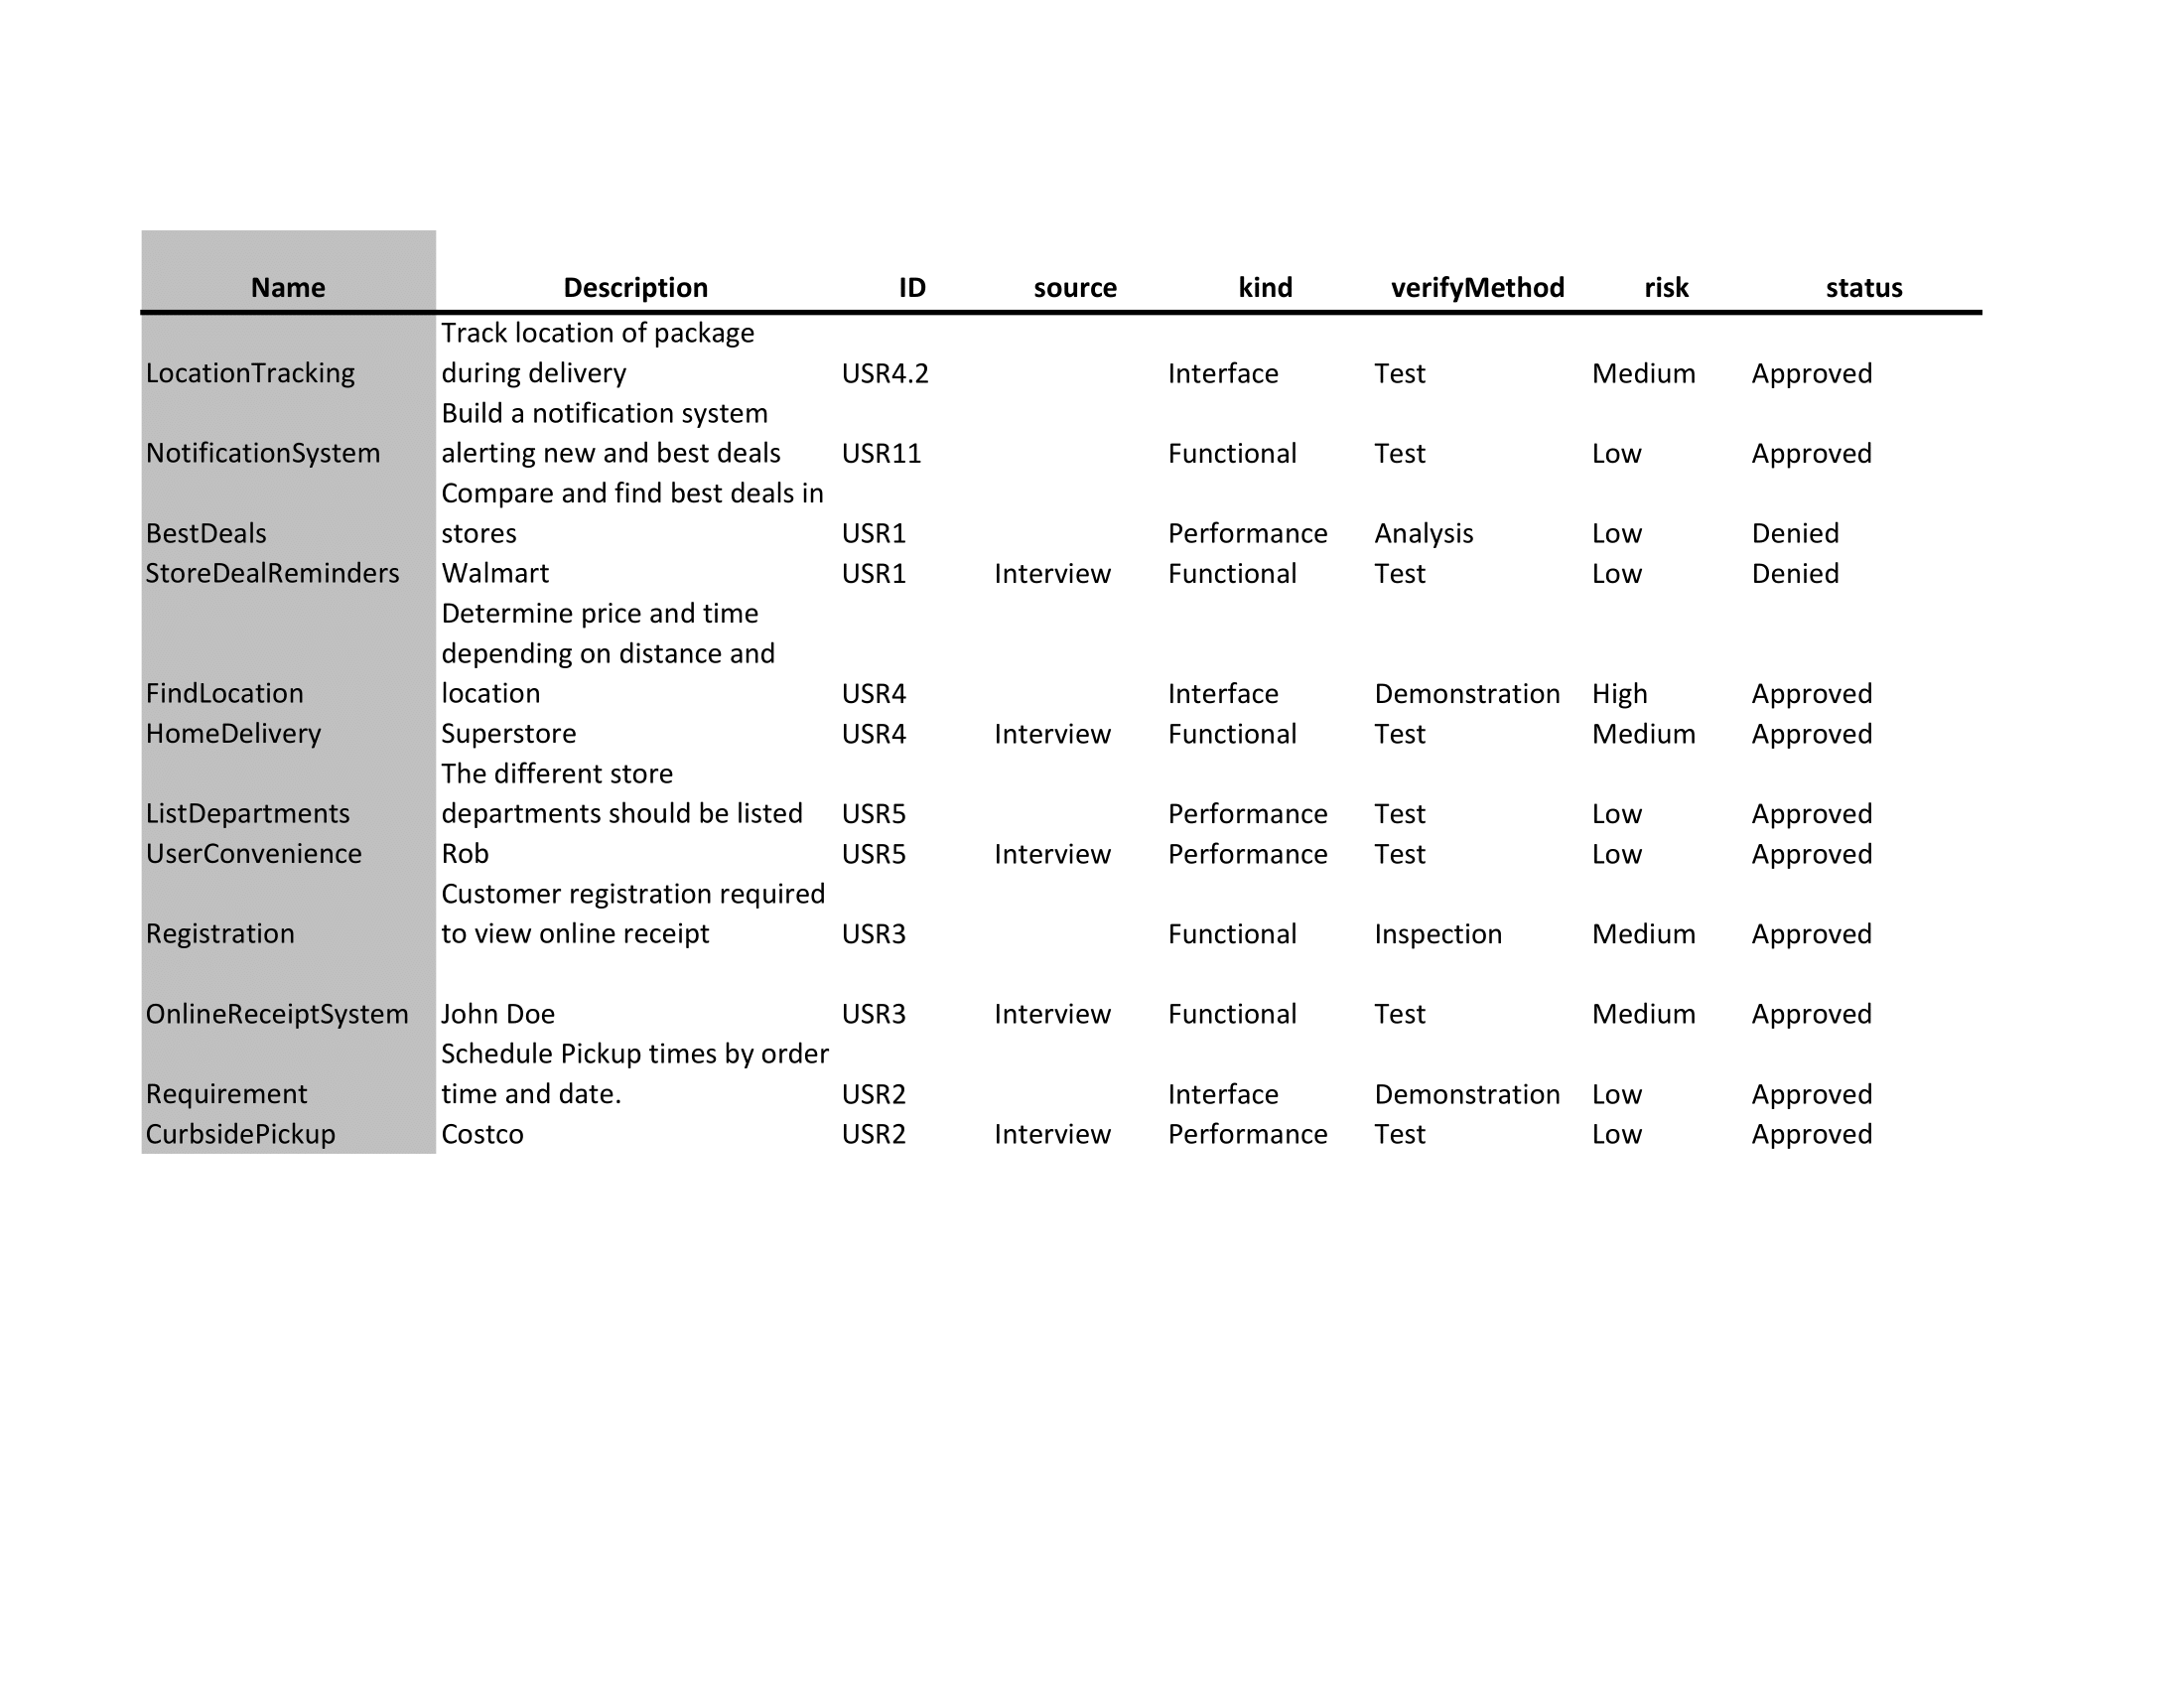 Name Description ID source kind verifyMethod risk status
Track location of package
LocationTracking during delivery USR4.2 Interface Test Medium Approved
Build a notification system
NotificationSystem alerting new and best deals USR11 Functional Test Low Approved
Compare and find best deals in
BestDeals stores USR1 Performance Analysis Low Denied
StoreDealReminders Walmart USR1 Interview Functional Test Low Denied
Determine price and time
depending on distance and
FindLocation location USR4 Interface Demonstration High Approved
HomeDelivery Superstore USR4 Interview Functional Test Medium Approved
The different store
ListDepartments departments should be listed USR5 Performance Test Low Approved
UserConvenience Rob USR5 Interview Performance Test Low Approved
Customer registration required
Registration to view online receipt USR3 Functional Inspection Medium Approved
OnlineReceiptSystem John Doe USR3 Interview Functional Test Medium Approved
Schedule Pickup times by order
Requirement time and date. USR2 Interface Demonstration Low Approved
CurbsidePickup Costco USR2 Interview Performance Test Low Approved